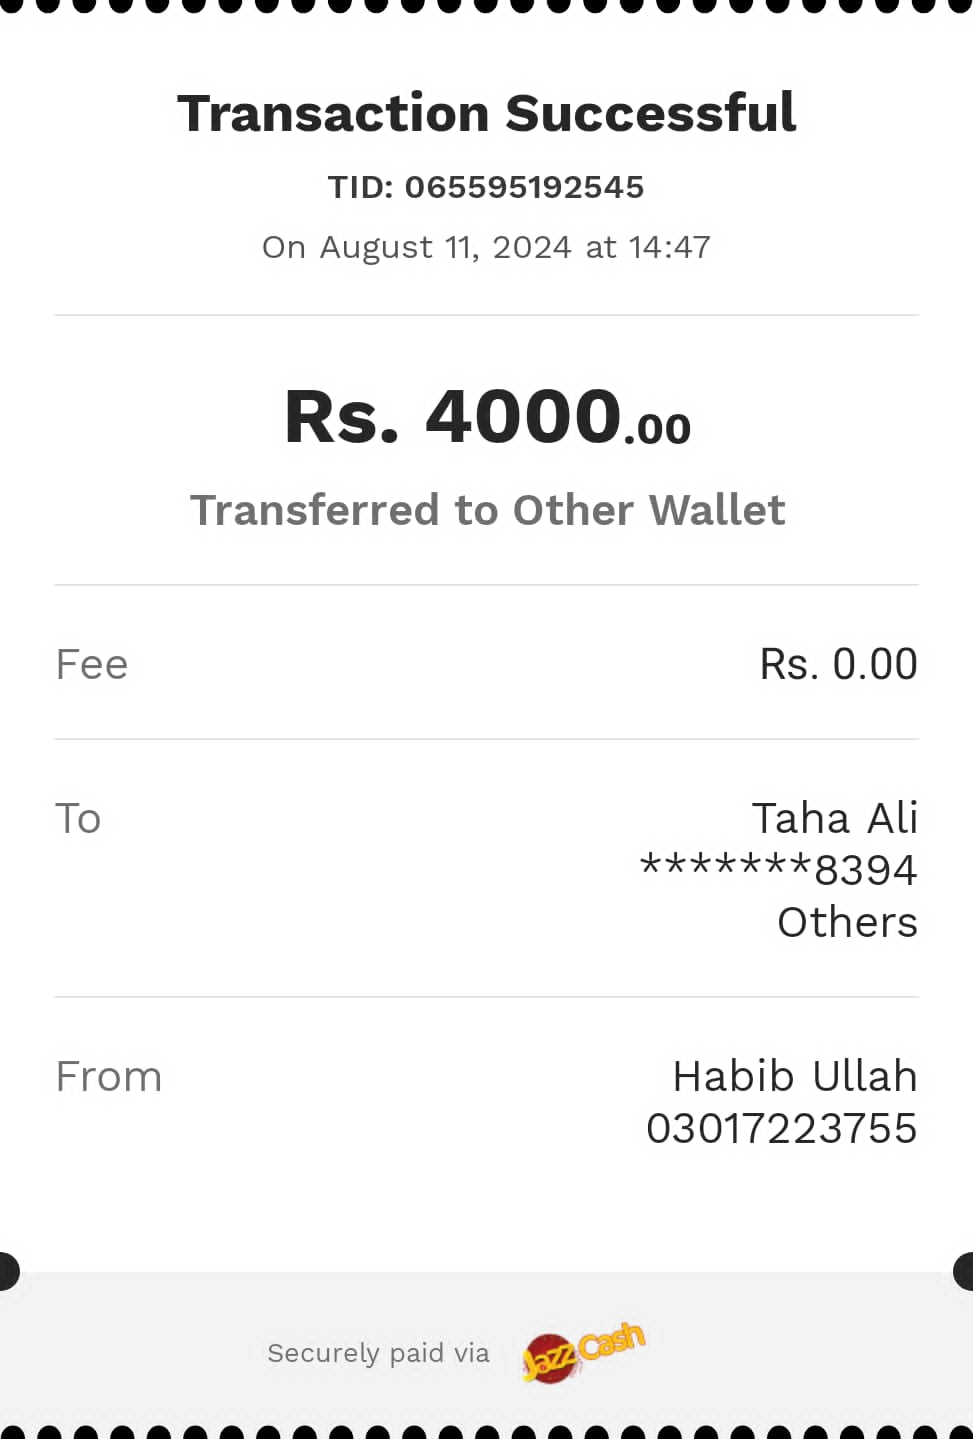 Transaction Successful
TID: 065595192545
On August 11, 2024 at 14:47
Rs. 4000.00
Transferred to Other Wallet
Fee Rs. 0.00
To Taha Ali
*******8394
Others
From Habib Ullah
03017223755
Securely paid via JazzCash